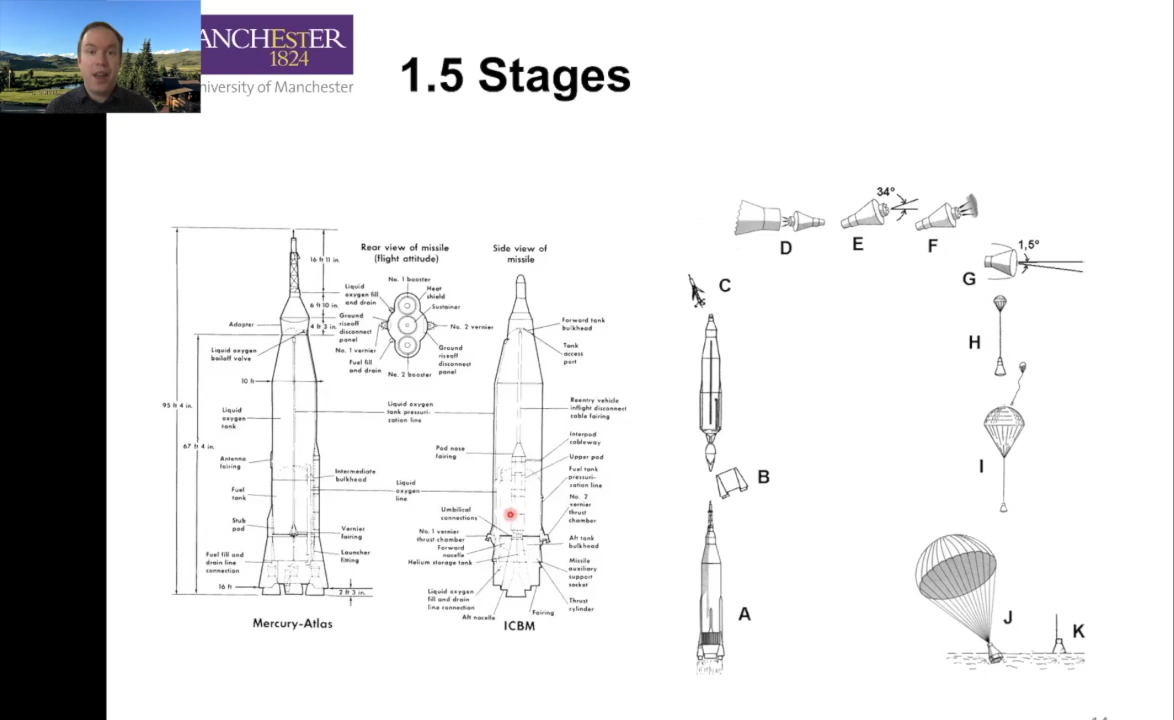 ANCHESTER
1824
niversity of Manchester
1.5 Stages
Rear view of missile
(flight attitude)
Side view of
missile
16 ft 11 in.
6 ft 10 in.
4 ft 3 in.
Adapter
Liquid oxygen
boiloff valve
10 ft
95 ft 4 in.
67 ft 4 in.
Liquid
oxygen
tank
Antenna
fairing
Fuel
tank
Stub
pod
Fuel fill and
drain line
connection
16 ft
2 ft 3 in.
Intermediate
bulkhead
Vernier
fairing
Launcher
fitting
Mercury-Atlas
No. 1 booster
Liquid
oxygen fill
and drain
Heat
shield
Sustainer
Ground
riseoff
disconnect
panel
No. 2 vernier
No. 1 vernier
Fuel fill
and drain
Ground
riseoff
disconnect
panel
No. 2 booster
Liquid oxygen
tank pressuri-
zation line
Pod nose
fairing
Liquid
oxygen
line
Umbilical
connections
No. 1 vernier
thrust chamber
Forward
nacelle
Helium storage tank
Liquid oxygen
fill and drain
line connection
Aft nacelle
Fairing
Forward tank
bulkhead
Tank
access
port
Reentry vehicle
inflight disconnect
cable fairing
Interpod
cableway
Upper pod
Fuel tank
pressuri-
zation line
No. 2
vernier
thrust
chamber
Aft tank
bulkhead
Missile
auxiliary
support
socket
Thrust
cylinder
ICBM
A
B
C
D
34°
E
F
1,5°
G
H
I
J
K